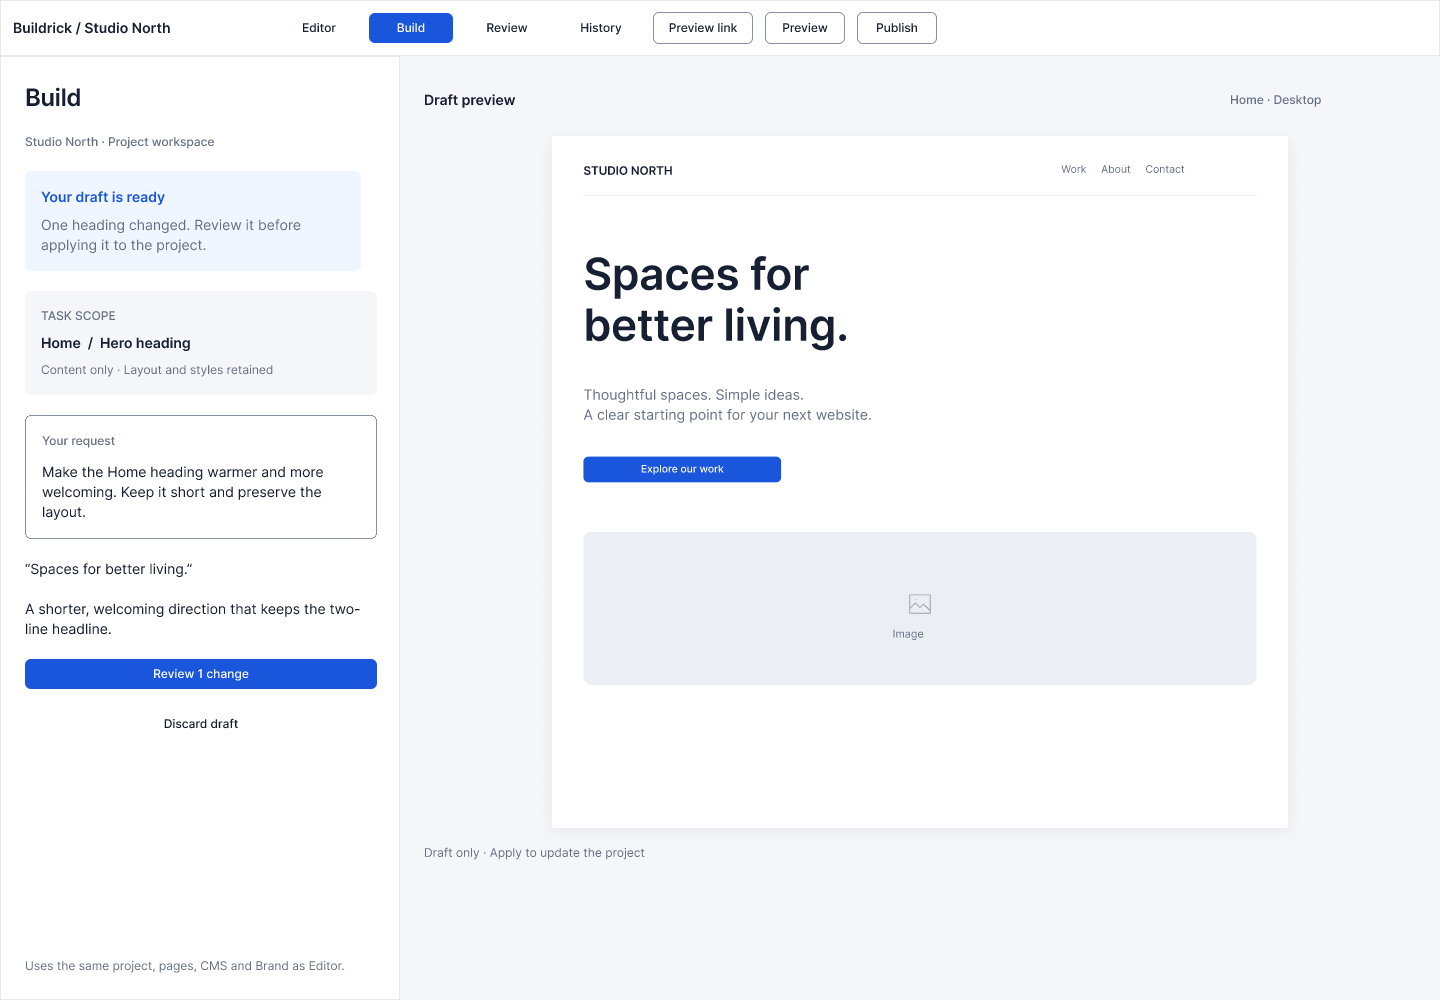 Buildrick / Studio North
Editor
Build
Review
History
Preview link
Preview
Publish
Build
Studio North · Project workspace
Your draft is ready
One heading changed. Review it before
applying it to the project.
TASK SCOPE
Home / Hero heading
Content only · Layout and styles retained
Your request
Make the Home heading warmer and more
welcoming. Keep it short and preserve the
layout.
“Spaces for better living.”
A shorter, welcoming direction that keeps the two-
line headline.
Review 1 change
Discard draft
Uses the same project, pages, CMS and Brand as Editor.
Draft preview
Home · Desktop
STUDIO NORTH
Work
About
Contact
Spaces for
better living.
Thoughtful spaces. Simple ideas.
A clear starting point for your next website.
Explore our work
Image
Draft only · Apply to update the project